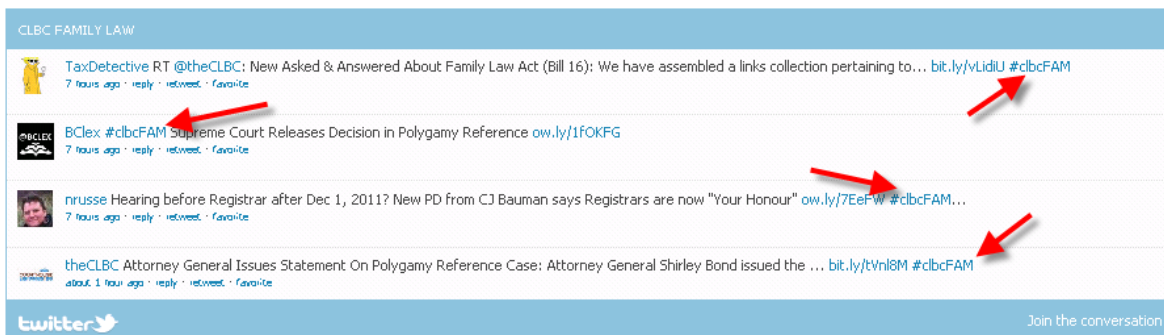 CLBC FAMILY LAW
TaxDetective RT @theCLBC: New Asked & Answered About Family Law Act (Bill 16): We have assembled a links collection pertaining to... bit.ly/vLidiU #clbcFAM
7 hours ago · reply · retweet · favorite
@BCLEX
BClex #clbcFAM Supreme Court Releases Decision in Polygamy Reference ow.ly/1fOKFG
7 hours ago · reply · retweet · favorite
nrusse Hearing before Registrar after Dec 1, 2011? New PD from CJ Bauman says Registrars are now "Your Honour" ow.ly/7EeFW #clbcFAM...
7 hours ago · reply · retweet · favorite
theCLBC Attorney General Issues Statement On Polygamy Reference Case: Attorney General Shirley Bond issued the ... bit.ly/tVnl8M #clbcFAM
about 1 hour ago · reply · retweet · favorite
twitter
Join the conversation